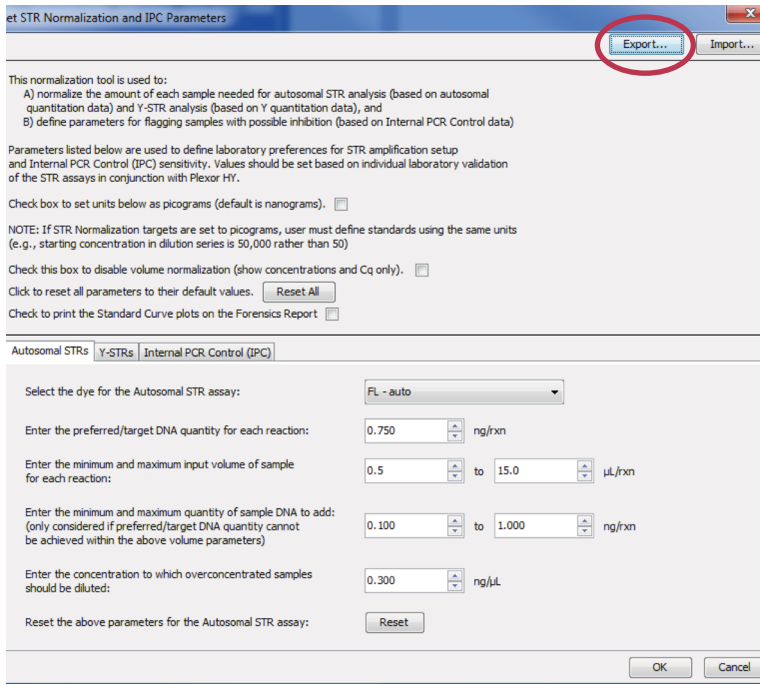 et STR Normalization and IPC Parameters
x
Export...
Import...
This normalization tool is used to:
A) normalize the amount of each sample needed for autosomal STR analysis (based on autosomal
quantitation data) and Y-STR analysis (based on Y quantitation data), and
B) define parameters for flagging samples with possible inhibition (based on Internal PCR Control data)
Parameters listed below are used to define laboratory preferences for STR amplification setup
and Internal PCR Control (IPC) sensitivity. Values should be set based on individual laboratory validation
of the STR assays in conjunction with Plexor HY.
Check box to set units below as picograms (default is nanograms).
NOTE: If STR Normalization targets are set to picograms, user must define standards using the same units
(e.g., starting concentration in dilution series is 50,000 rather than 50)
Check this box to disable volume normalization (show concentrations and Cq only).
Click to reset all parameters to their default values. Reset All
Check to print the Standard Curve plots on the Forensics Report
Autosomal STRs Y-STRs Internal PCR Control (IPC)
Select the dye for the Autosomal STR assay: FL - auto
Enter the preferred/target DNA quantity for each reaction: 0.750 ng/rxn
Enter the minimum and maximum input volume of sample
for each reaction: 0.5 to 15.0 μL/rxn
Enter the minimum and maximum quantity of sample DNA to add:
(only considered if preferred/target DNA quantity cannot
be achieved within the above volume parameters) 0.100 to 1.000 ng/rxn
Enter the concentration to which overconcentrated samples
should be diluted: 0.300 ng/μL
Reset the above parameters for the Autosomal STR assay: Reset
OK Cancel